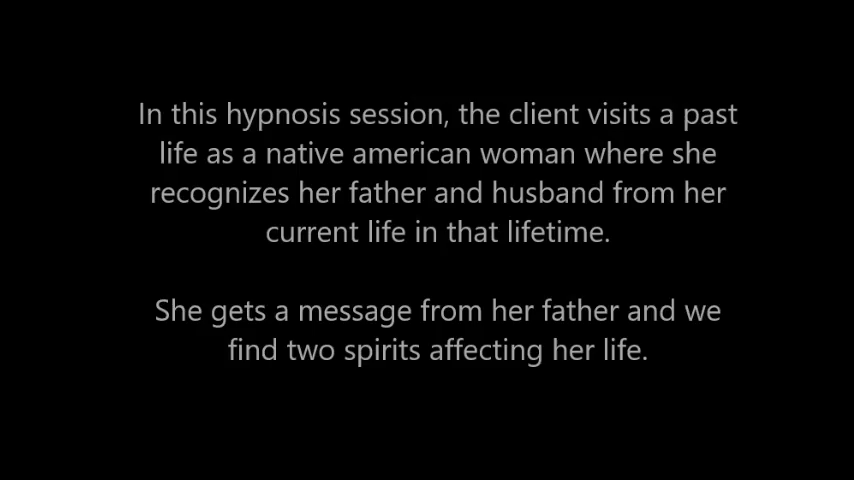 In this hypnosis session, the client visits a past
life as a native american woman where she
recognizes her father and husband from her
current life in that lifetime.
She gets a message from her father and we
find two spirits affecting her life.